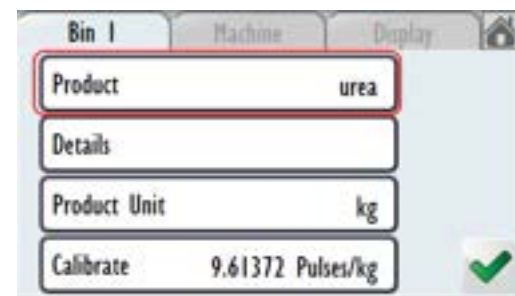 Bin 1 Machine Display
Product urea
Details
Product Unit kg
Calibrate 9.61372 Pulses/kg